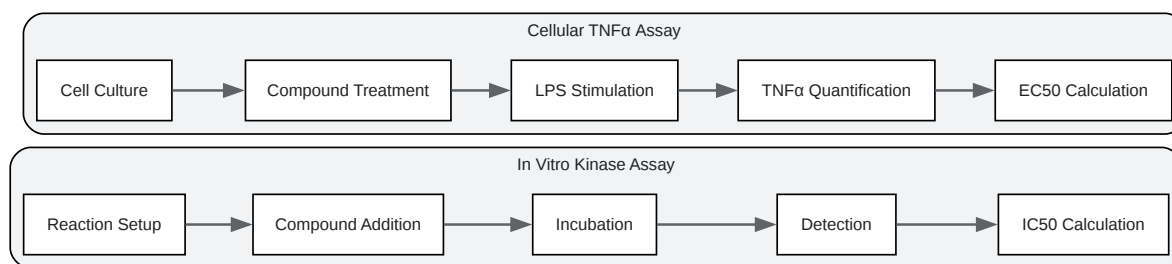 Cellular TNFα Assay
Cell Culture
Compound Treatment
LPS Stimulation
TNFα Quantification
EC50 Calculation
In Vitro Kinase Assay
Reaction Setup
Compound Addition
Incubation
Detection
IC50 Calculation